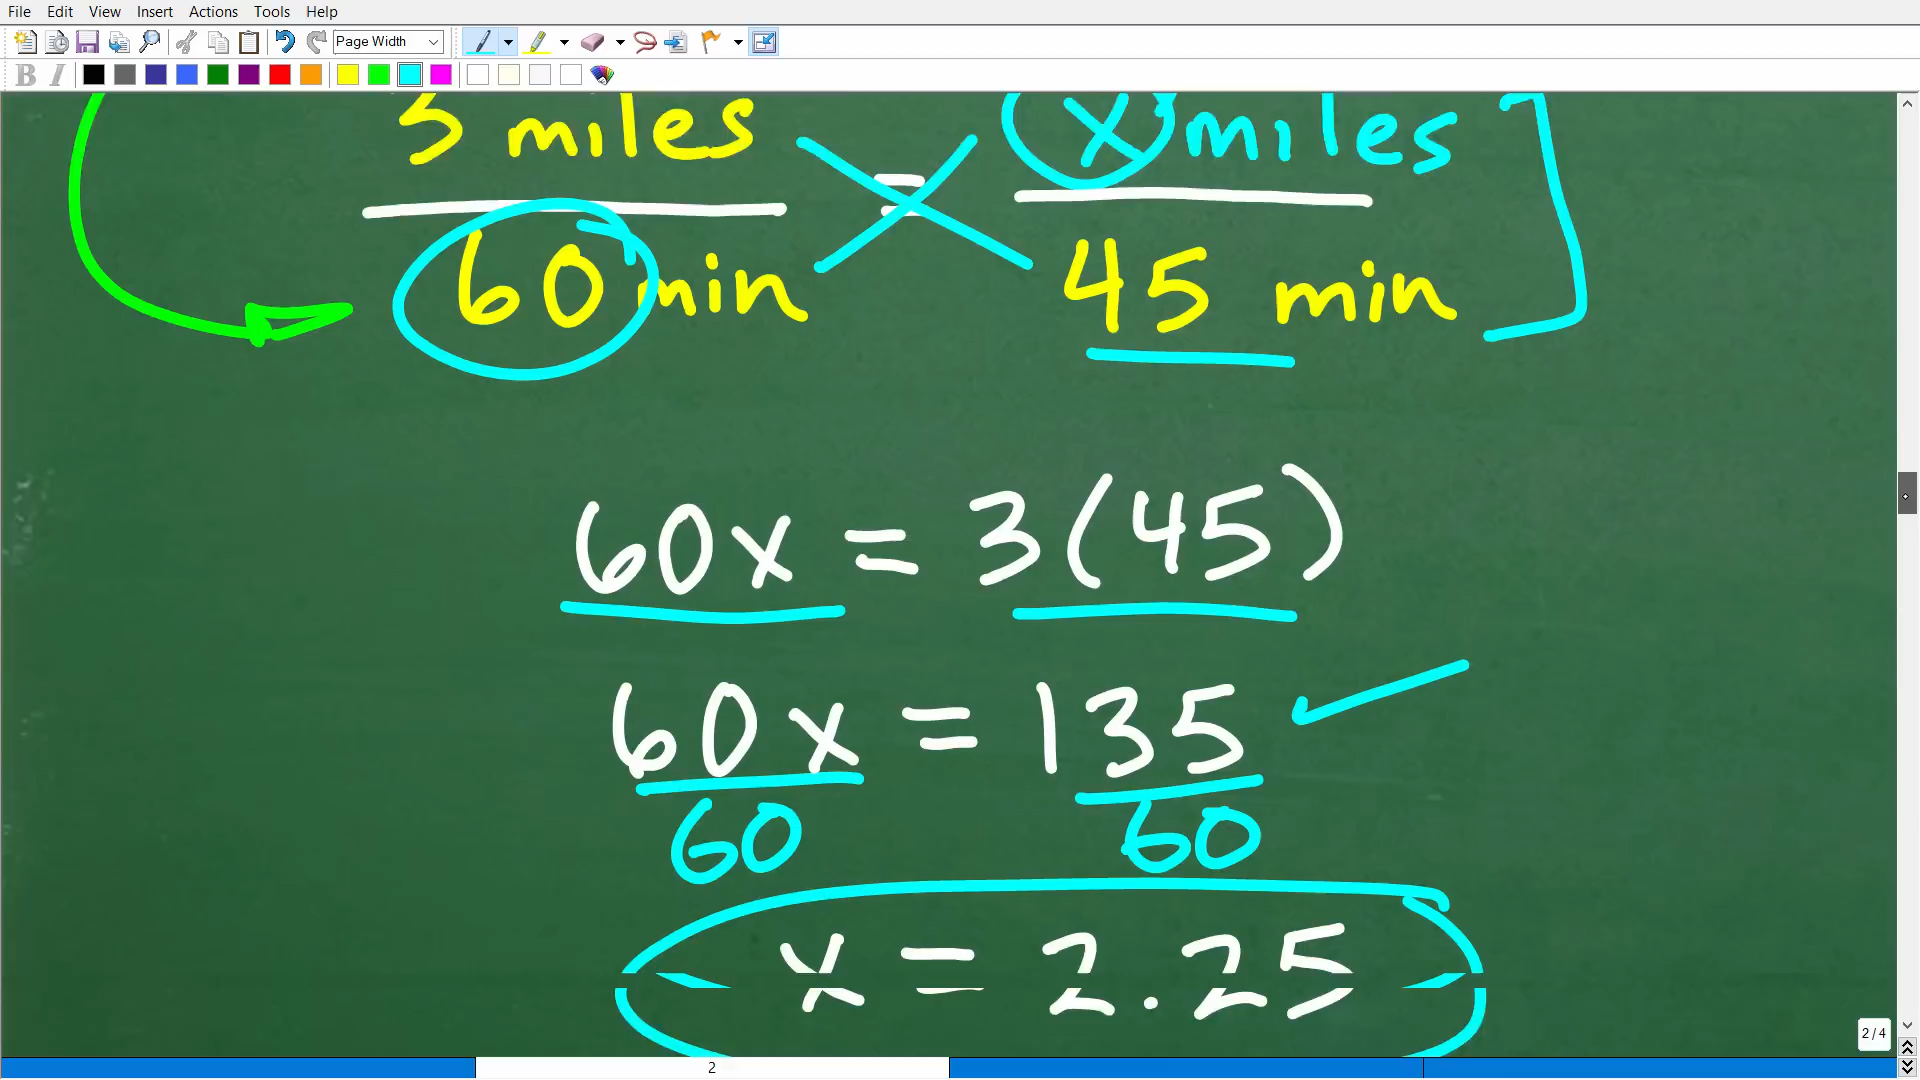 File Edit View Insert Actions Tools Help
Page Width
B I
3 miles = x miles
60 min 45 min
60x = 3(45)
60x = 135
60 60
x = 2.25
2 / 4
2